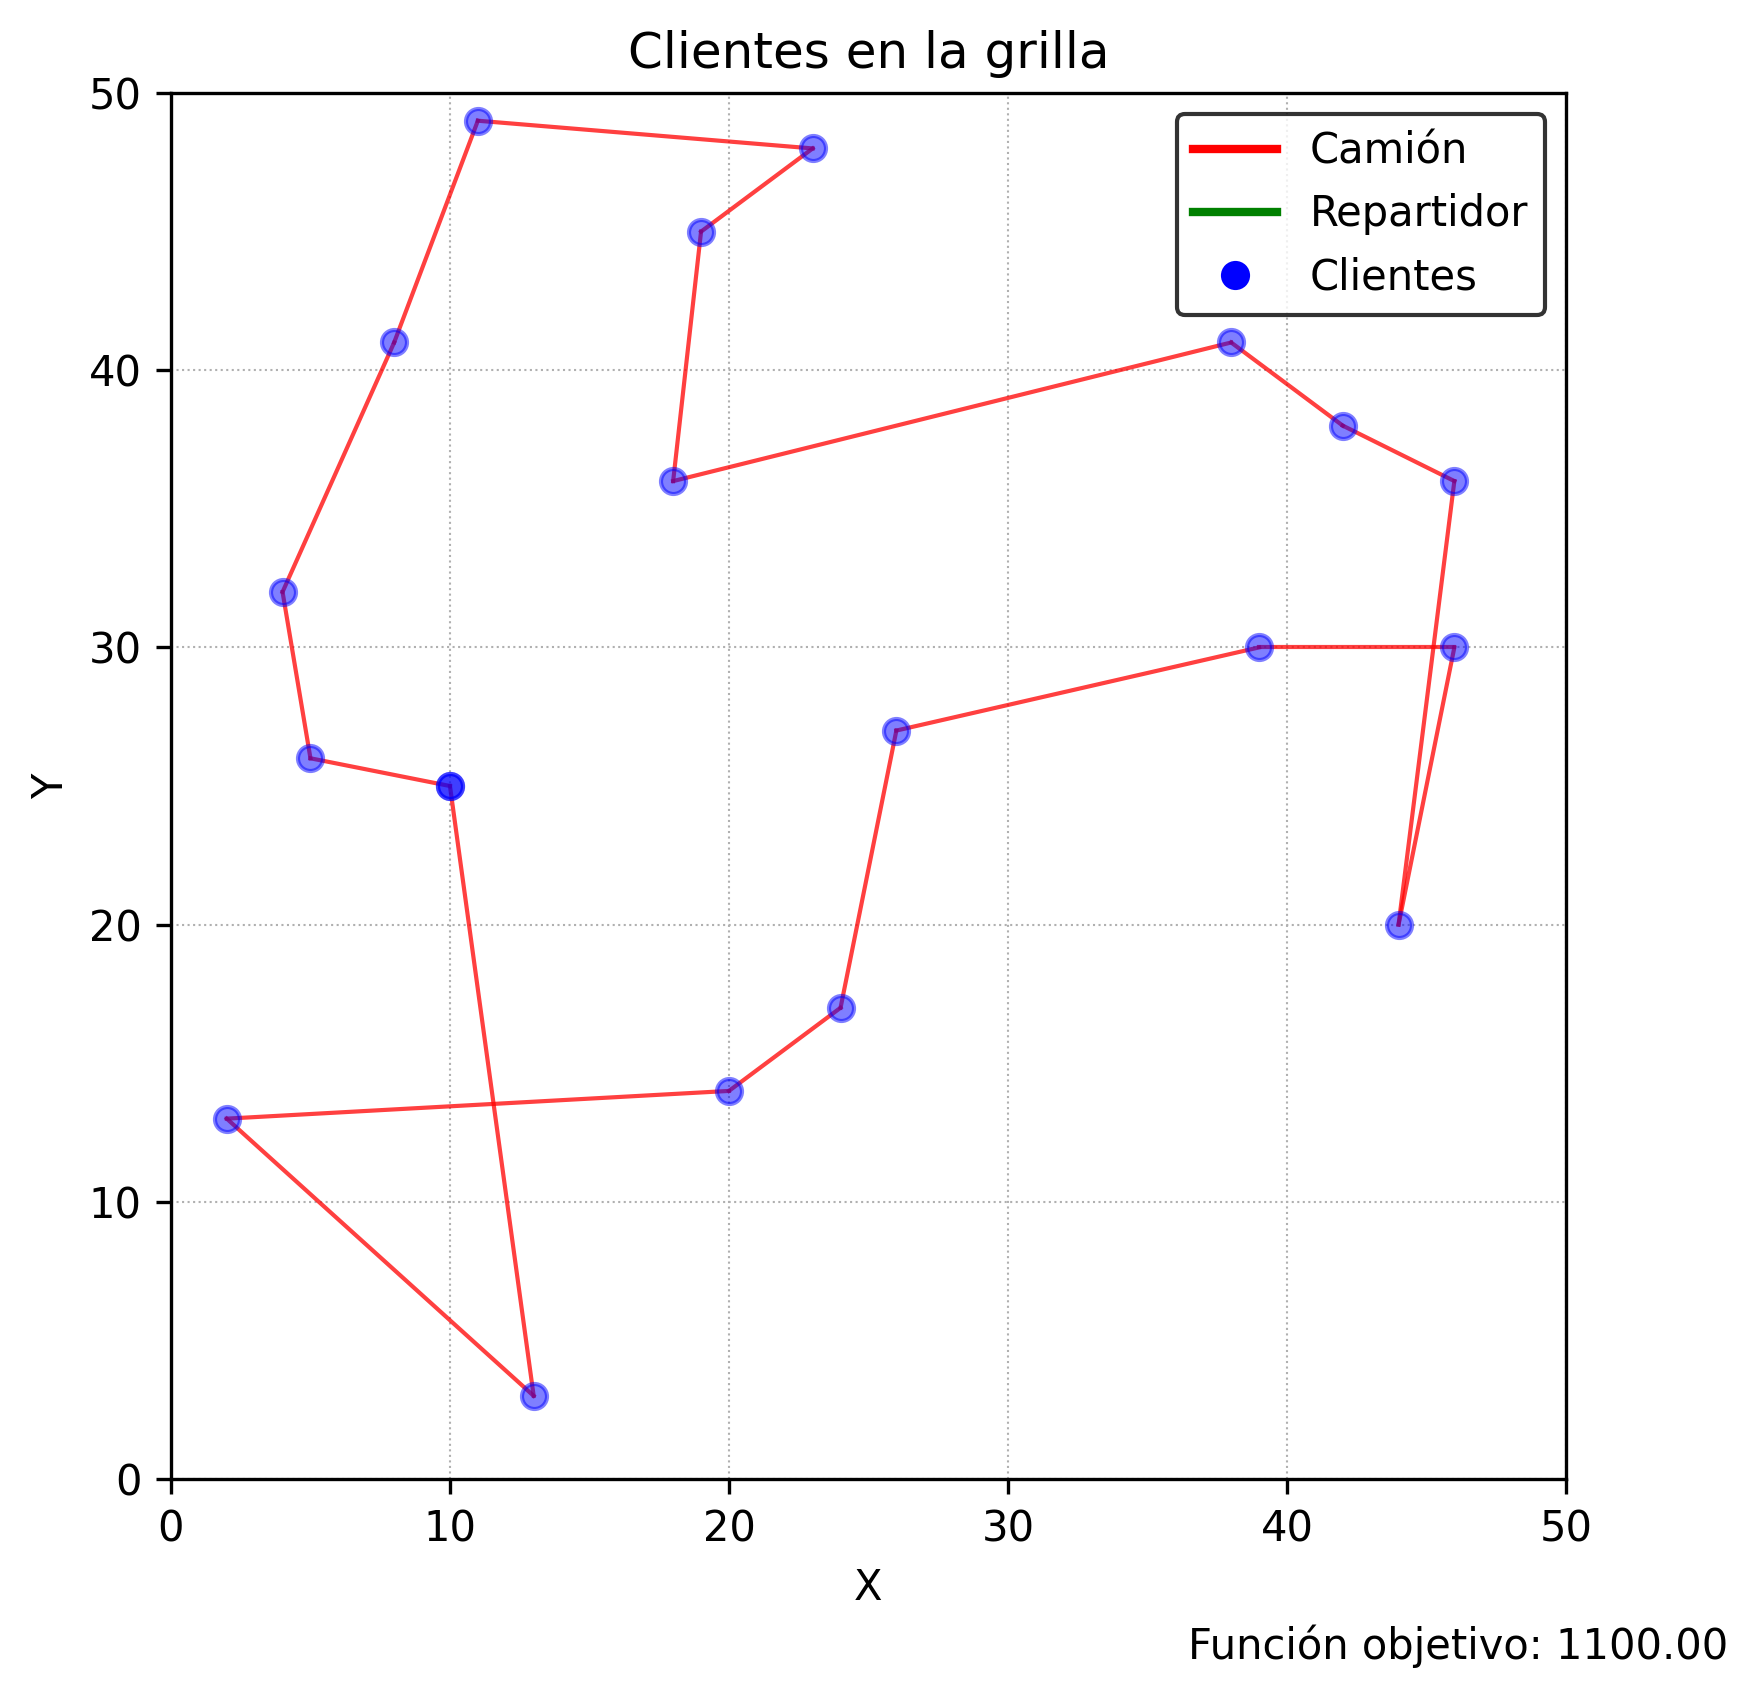 Clientes en la grilla
Camión
Repartidor
Clientes
50
40
30
20
10
0
Y
0 10 20 30 40 50
X
Función objetivo: 1100.00